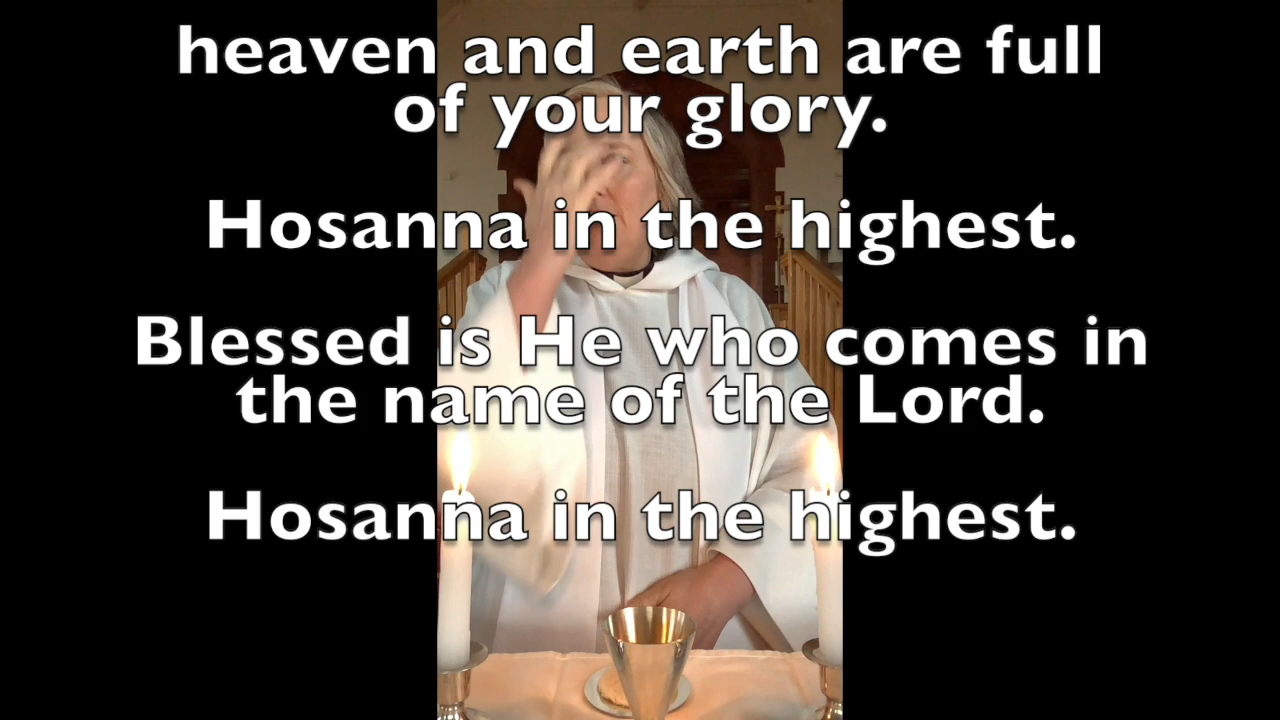 heaven and earth are full
of your glory.
Hosanna in the highest.
Blessed is He who comes in
the name of the Lord.
Hosanna in the highest.